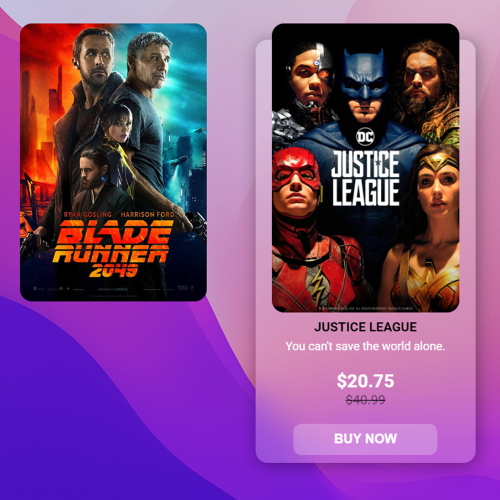 RYAN GOSLING / HARRISON FORD
BLADE
RUNNER
2049
DC
JUSTICE
LEAGUE
JUSTICE LEAGUE
You can't save the world alone.
$20.75
$40.99
BUY NOW